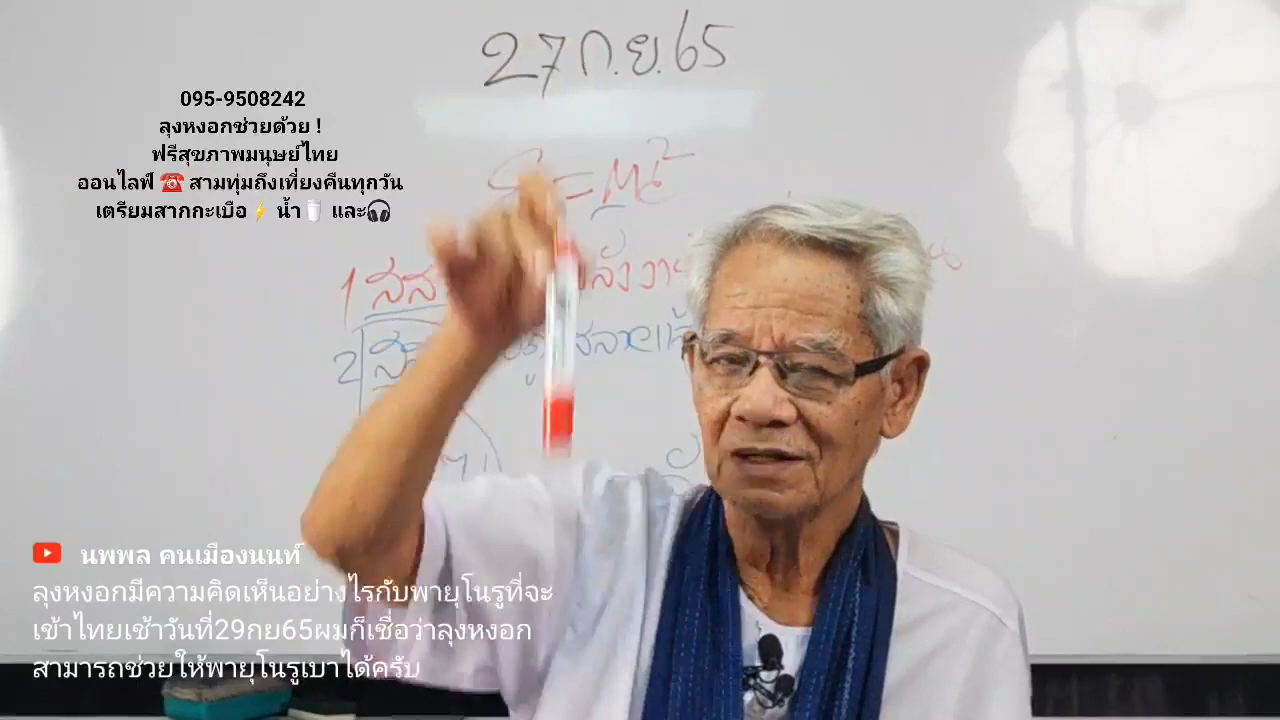 27 ก.ย.65
095-9508242
ลุงหงอกช่วยด้วย !
ฟรีสุขภาพมนุษย์ไทย
ออนไลฟ์ ☎️ สามทุ่มถึงเที่ยงคืนทุกวัน
เตรียมสากกะเบือ⚡ น้ำ🥛 และ🎧
1 สส
2
นพพล คนเมืองนนท์
ลุงหงอกมีความคิดเห็นอย่างไรกับพายุโนรูที่จะ
เข้าไทยเช้าวันที่29กย65ผมก็เชื่อว่าลุงหงอก
สามารถช่วยให้พายุโนรูเบาได้ครับ